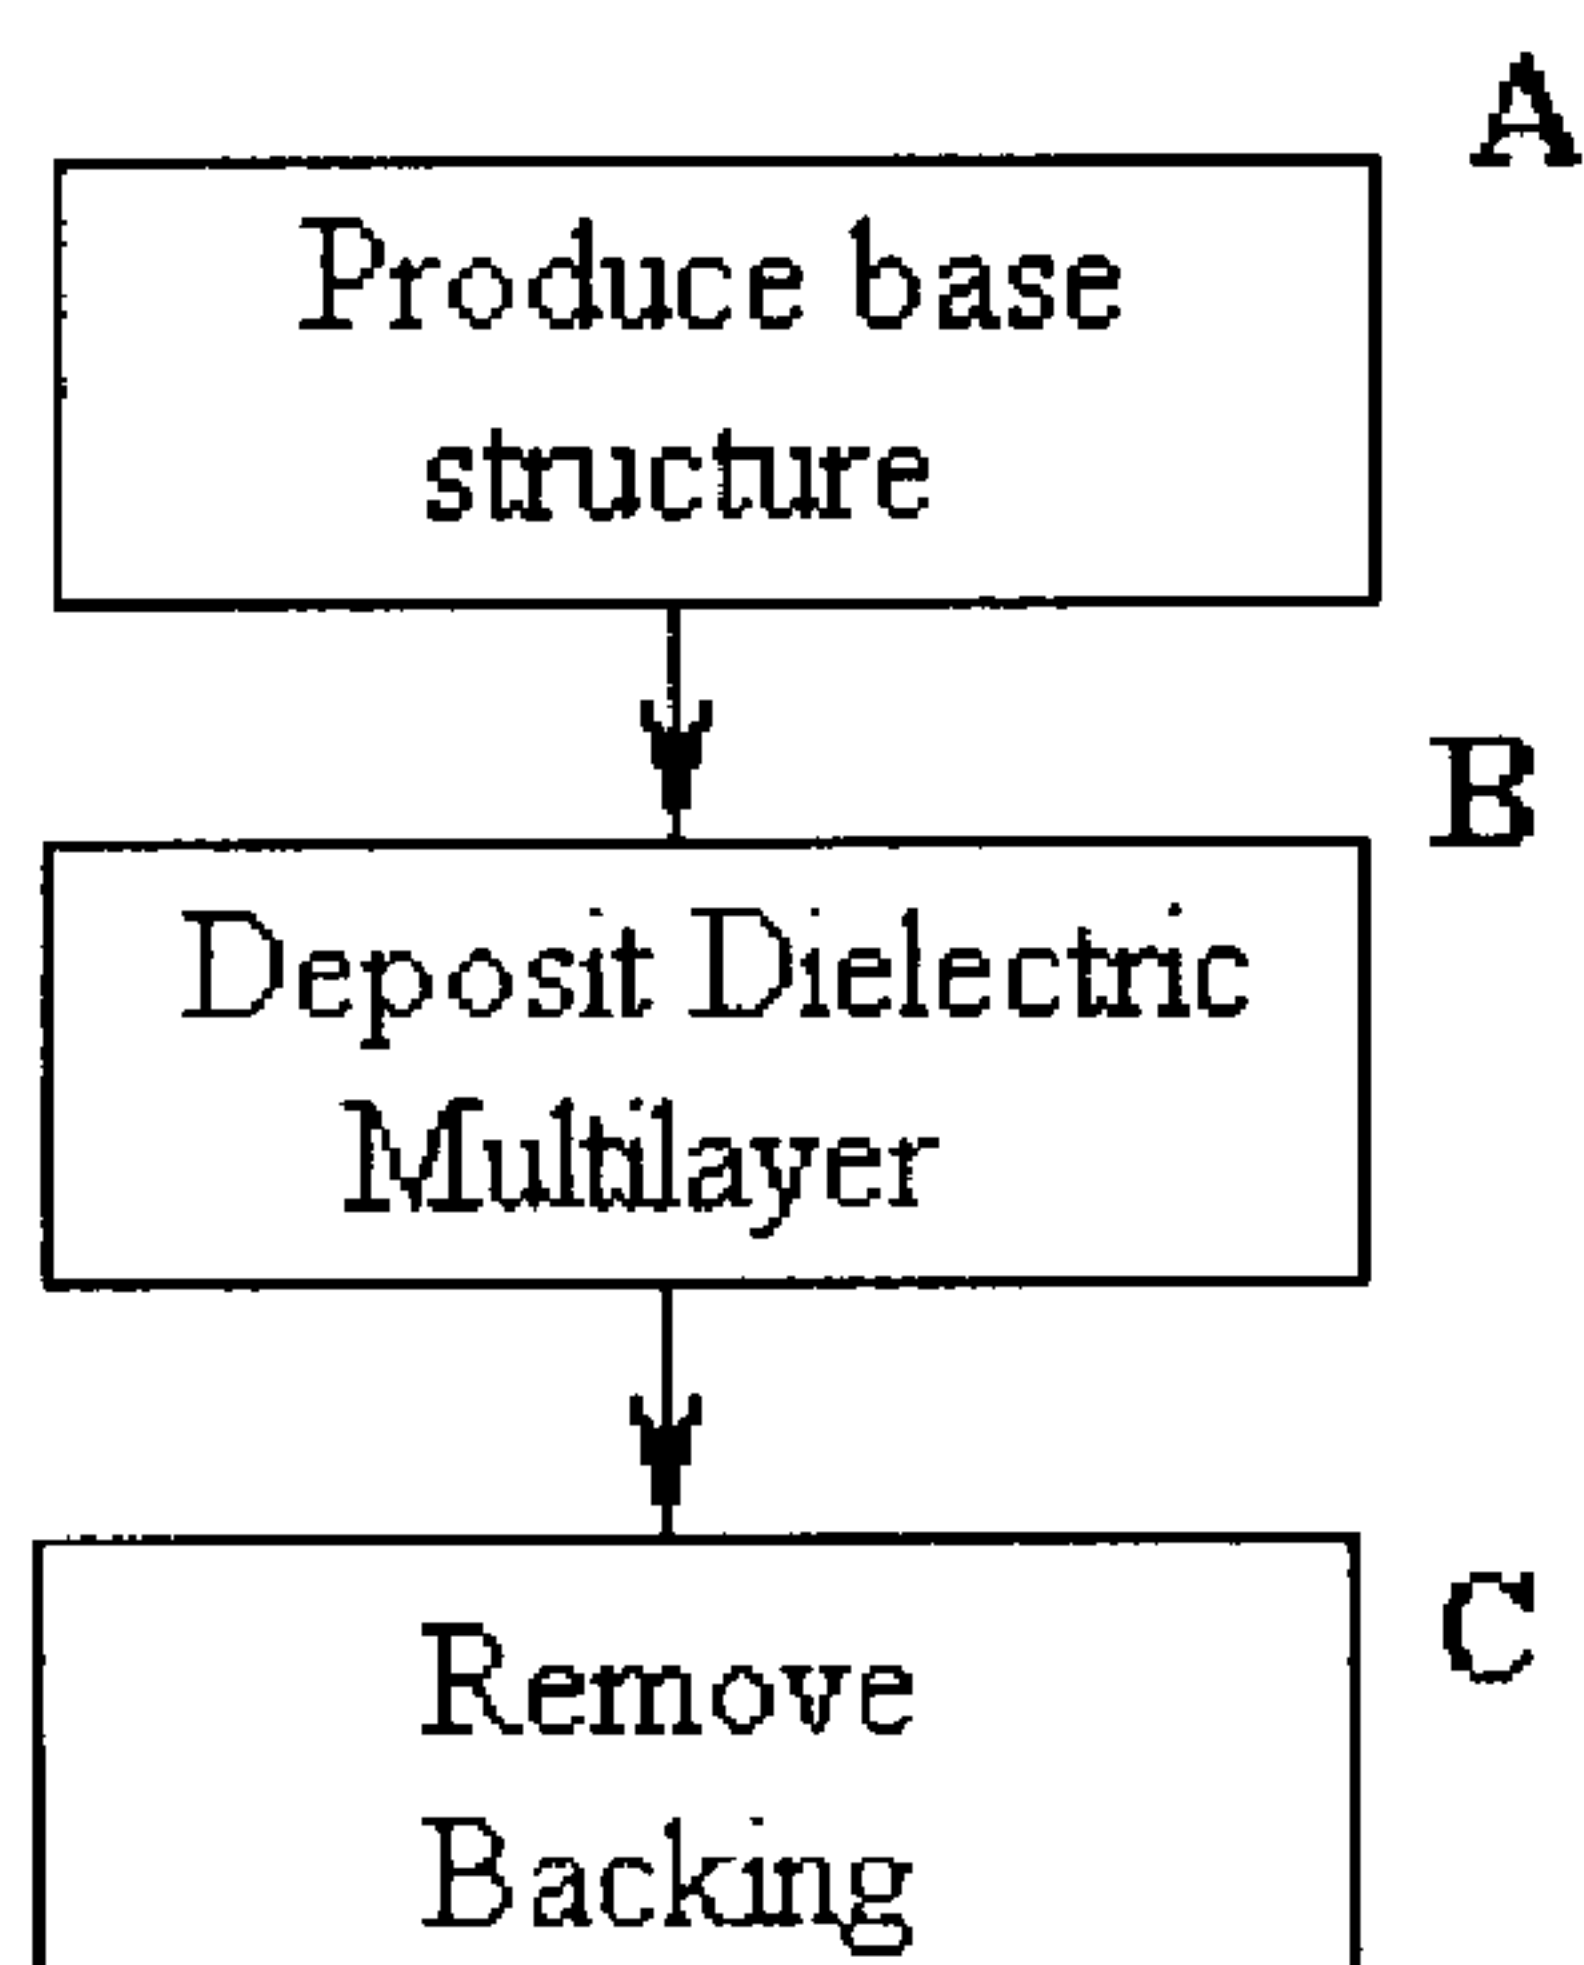 A
Produce base
structure
B
Deposit Dielectric
Multilayer
C
Remove
Backing